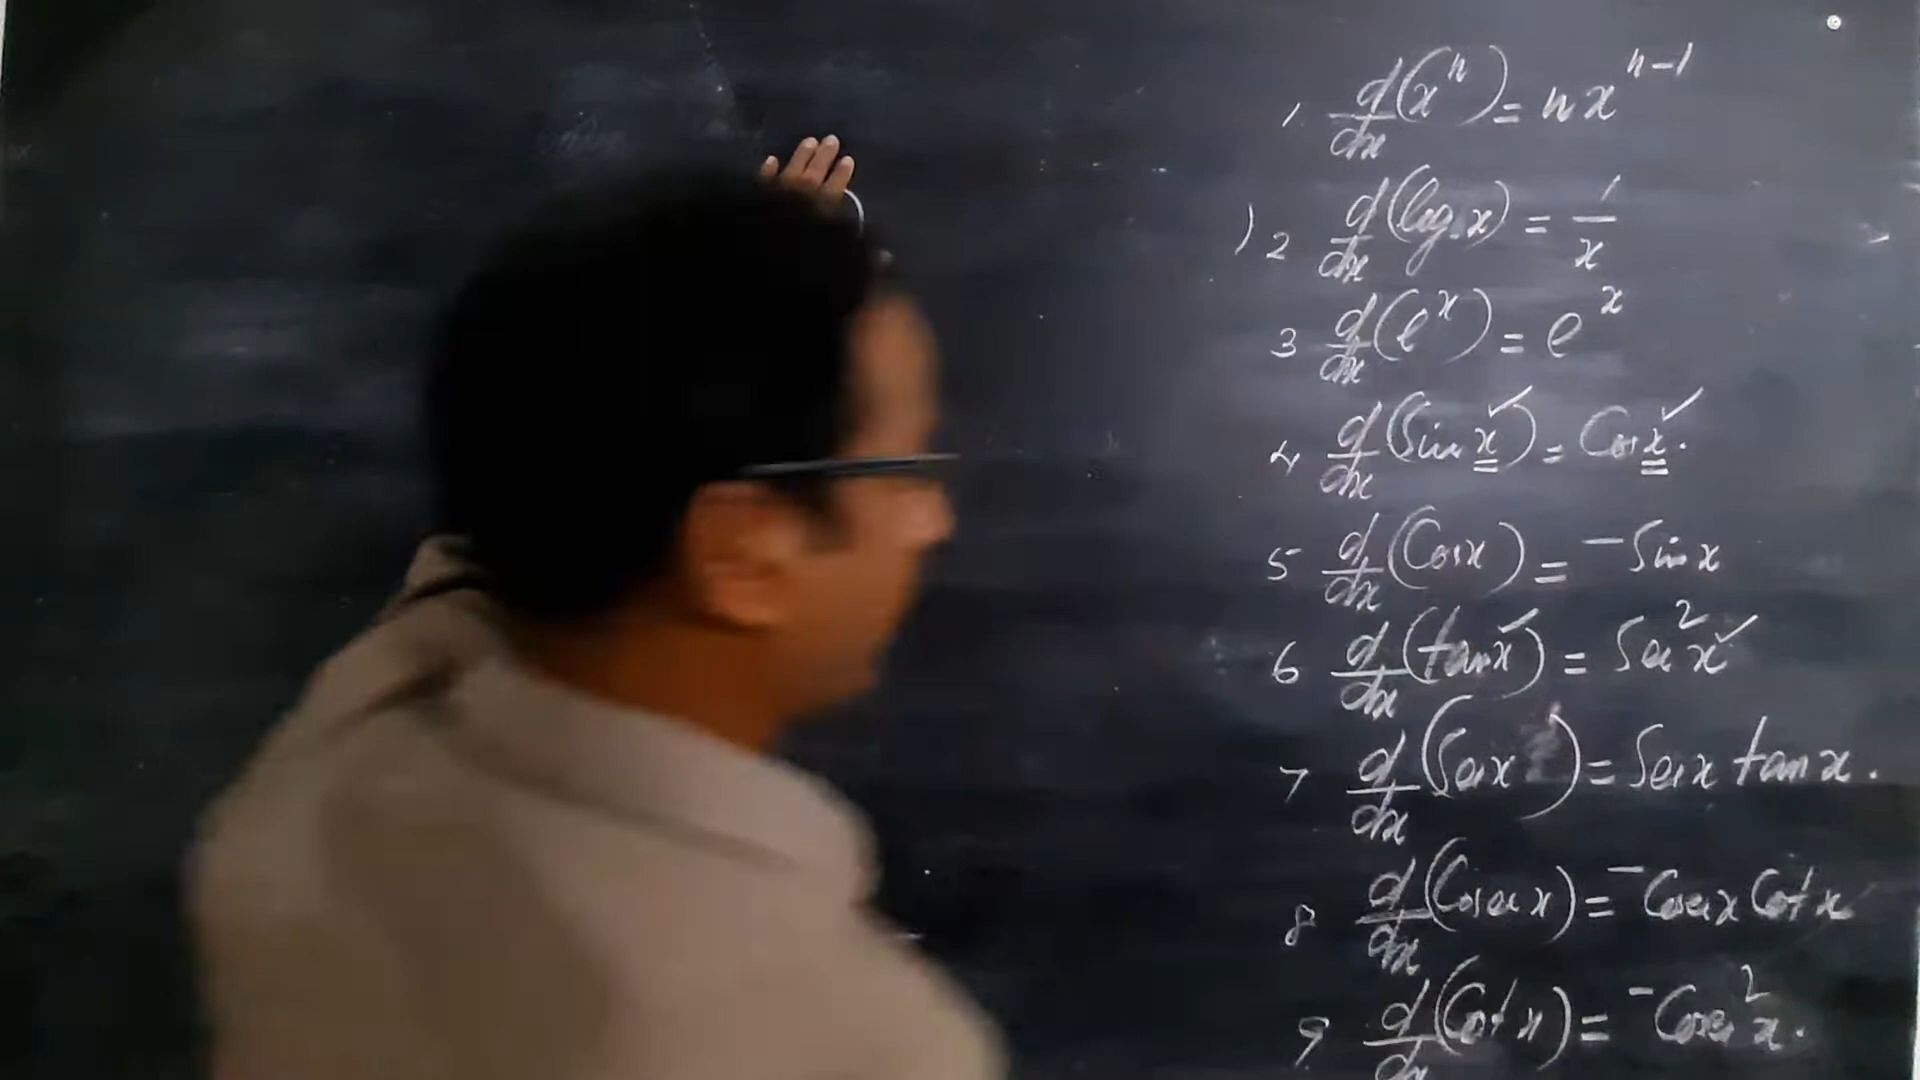 1 d/dx (x^n) = nx^(n-1)
) 2 d/dx (log x) = 1/x
3 d/dx (e^x) = e^x
4 d/dx (Sin x) = Cos x.
5 d/dx (Cos x) = -Sin x
6 d/dx (tan x) = Sec^2 x
7 d/dx (Sec x) = Sec x tan x.
8 d/dx (Cosec x) = -Cosec x Cot x
9 d/dx (Cot x) = -Cosec^2 x.